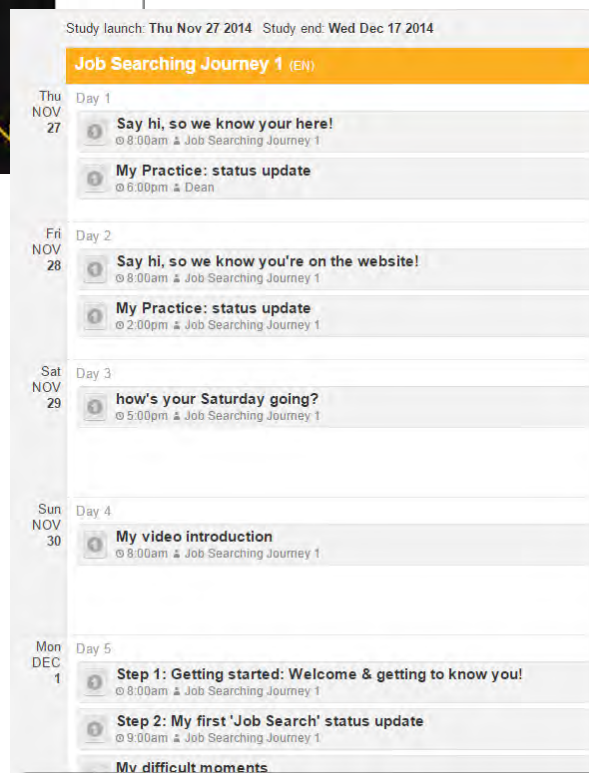 Study launch: Thu Nov 27 2014 Study end: Wed Dec 17 2014
Job Searching Journey 1 (EN)
Thu
NOV
27
Day 1
Say hi, so we know your here!
8:00am Job Searching Journey 1
My Practice: status update
6:00pm Dean
Fri
NOV
28
Day 2
Say hi, so we know you're on the website!
8:00am Job Searching Journey 1
My Practice: status update
2:00pm Job Searching Journey 1
Sat
NOV
29
Day 3
how's your Saturday going?
5:00pm Job Searching Journey 1
Sun
NOV
30
Day 4
My video introduction
8:00am Job Searching Journey 1
Mon
DEC
1
Day 5
Step 1: Getting started: Welcome & getting to know you!
8:00am Job Searching Journey 1
Step 2: My first 'Job Search' status update
9:00am Job Searching Journey 1
My difficult moments